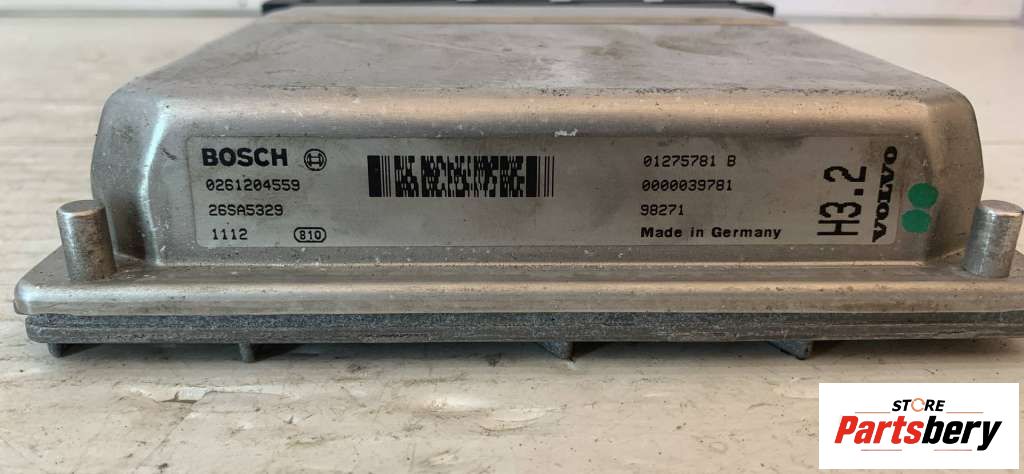 BOSCH
0261204559
26SA5329
1112 810
01275781 B
0000039781
98271
Made in Germany
H3.2
VOLVO
STORE
Partsbery